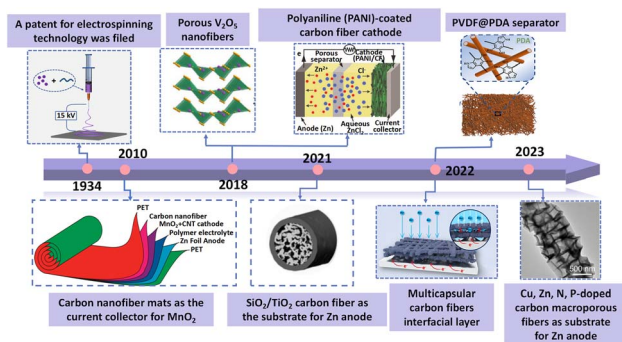 A patent for electrospinning
technology was filed
15 kV
Porous V₂O₅
nanofibers
Polyaniline (PANI)-coated
carbon fiber cathode
e
Porous
separator
Cathode
(PANI/CF)
Zn²⁺
Cl
Anode (Zn)
Aqueous
ZnCl₂
Current
collector
PVDF@PDA separator
PDA
1934
2010
2018
2021
2022
2023
PET
Carbon nanofiber
MnO₂+CNT cathode
Polymer electrolyte
Zn Foil Anode
PET
Carbon nanofiber mats as the
current collector for MnO₂
SiO₂/TiO₂ carbon fiber as
the substrate for Zn anode
Multicapsular
carbon fibers
interfacial layer
500 nm
Cu, Zn, N, P-doped
carbon macroporous
fibers as substrate
for Zn anode